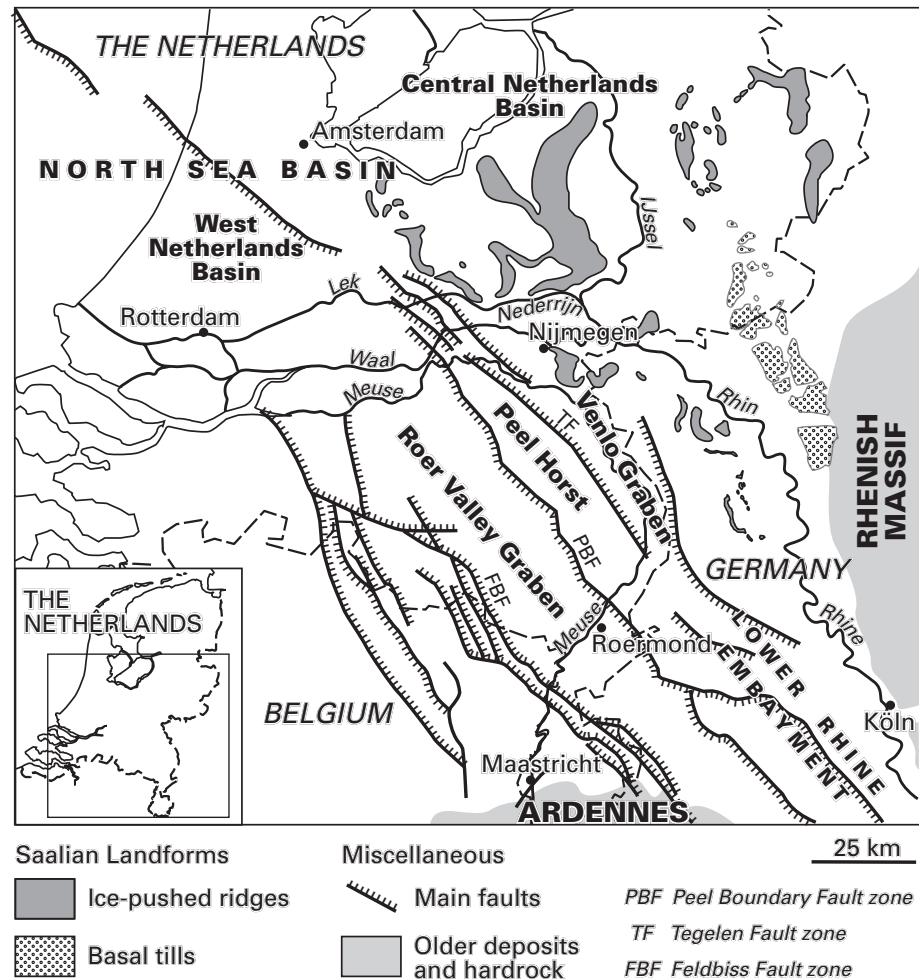 THE NETHERLANDS
Central Netherlands
Basin
Amsterdam
NORTH SEA BASIN
West
Netherlands
Basin
IJssel
Lek
Nederrijn
Rotterdam
Nijmegen
Waal
Meuse
Rhin
TF
Venlo Graben
Peel Horst
Roer Valley Graben
RHENISH
MASSIF
PBF
FBF
GERMANY
THE
NETHERLANDS
Meuse
Roermond
Rhine
LOWER RHINE
EMBAYMENT
BELGIUM
Köln
Maastricht
ARDENNES
25 km
Saalian Landforms
Ice-pushed ridges
Basal tills
Miscellaneous
Main faults
Older deposits
and hardrock
PBF Peel Boundary Fault zone
TF Tegelen Fault zone
FBF Feldbiss Fault zone